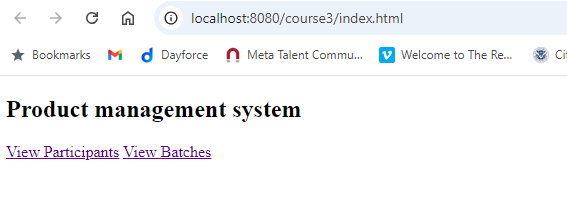 localhost:8080/course3/index.html
Bookmarks Dayforce Meta Talent Commu... Welcome to The Re... Cit
Product management system
View Participants View Batches